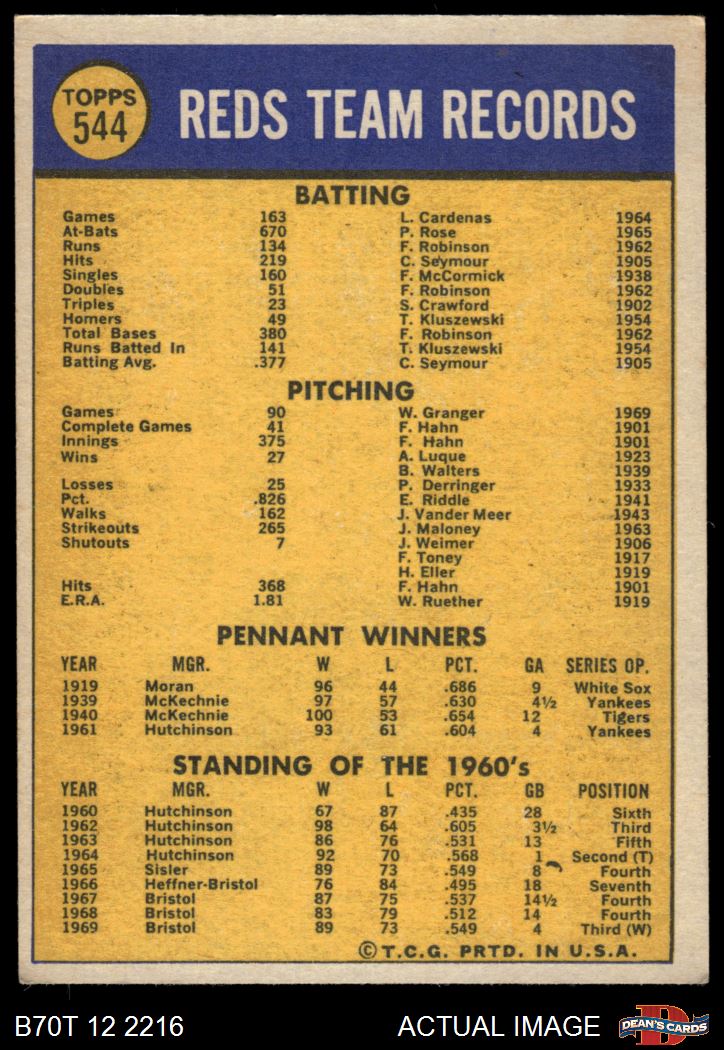 TOPPS
544
REDS TEAM RECORDS
BATTING
Games 163 L. Cardenas 1964
At-Bats 670 P. Rose 1965
Runs 134 F. Robinson 1962
Hits 219 C. Seymour 1905
Singles 160 F. McCormick 1938
Doubles 51 F. Robinson 1962
Triples 23 S. Crawford 1902
Homers 49 T. Kluszewski 1954
Total Bases 380 F. Robinson 1962
Runs Batted In 141 T. Kluszewski 1954
Batting Avg. .377 C. Seymour 1905
PITCHING
Games 90 W. Granger 1969
Complete Games 41 F. Hahn 1901
Innings 375 F. Hahn 1901
Wins 27 A. Luque 1923
B. Walters 1939
Losses 25 P. Derringer 1933
Pct. .826 E. Riddle 1941
Walks 162 J. Vander Meer 1943
Strikeouts 265 J. Maloney 1963
Shutouts 7 J. Weimer 1906
F. Toney 1917
H. Eller 1919
Hits 368 F. Hahn 1901
E.R.A. 1.81 W. Ruether 1919
PENNANT WINNERS
YEAR MGR. W L PCT. GA SERIES OP.
1919 Moran 96 44 .686 9 White Sox
1939 McKechnie 97 57 .630 4½ Yankees
1940 McKechnie 100 53 .654 12 Tigers
1961 Hutchinson 93 61 .604 4 Yankees
STANDING OF THE 1960's
YEAR MGR. W L PCT. GB POSITION
1960 Hutchinson 67 87 .435 28 Sixth
1962 Hutchinson 98 64 .605 3½ Third
1963 Hutchinson 86 76 .531 13 Fifth
1964 Hutchinson 92 70 .568 1 Second (T)
1965 Sisler 89 73 .549 8 Fourth
1966 Heffner-Bristol 76 84 .495 18 Seventh
1967 Bristol 87 75 .537 14½ Fourth
1968 Bristol 83 79 .512 14 Fourth
1969 Bristol 89 73 .549 4 Third (W)
© T.C.G. PRTD. IN U.S.A.
B70T 12 2216 ACTUAL IMAGE
D
DEAN'S CARDS